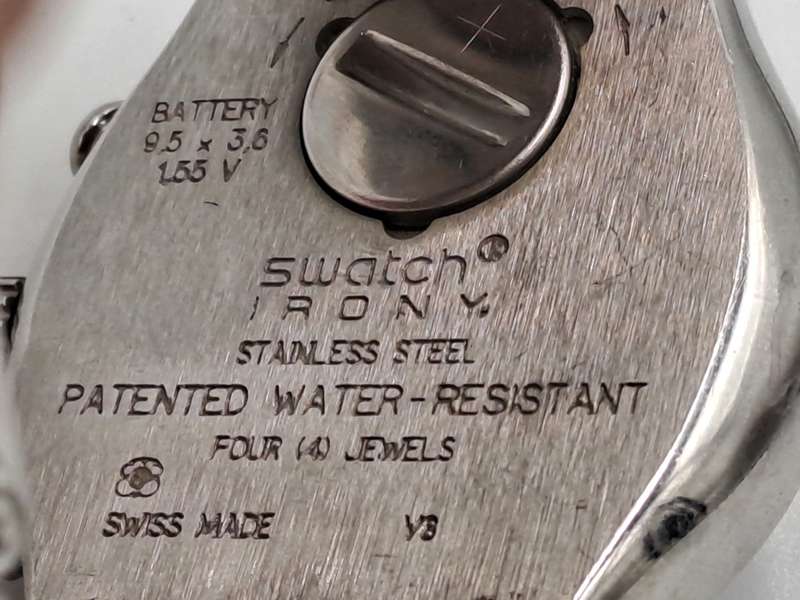 BATTERY
9.5 x 3,6
1.55 V
swatch
IRONY
STAINLESS STEEL
PATENTED WATER-RESISTANT
FOUR (4) JEWELS
SWISS MADE V8